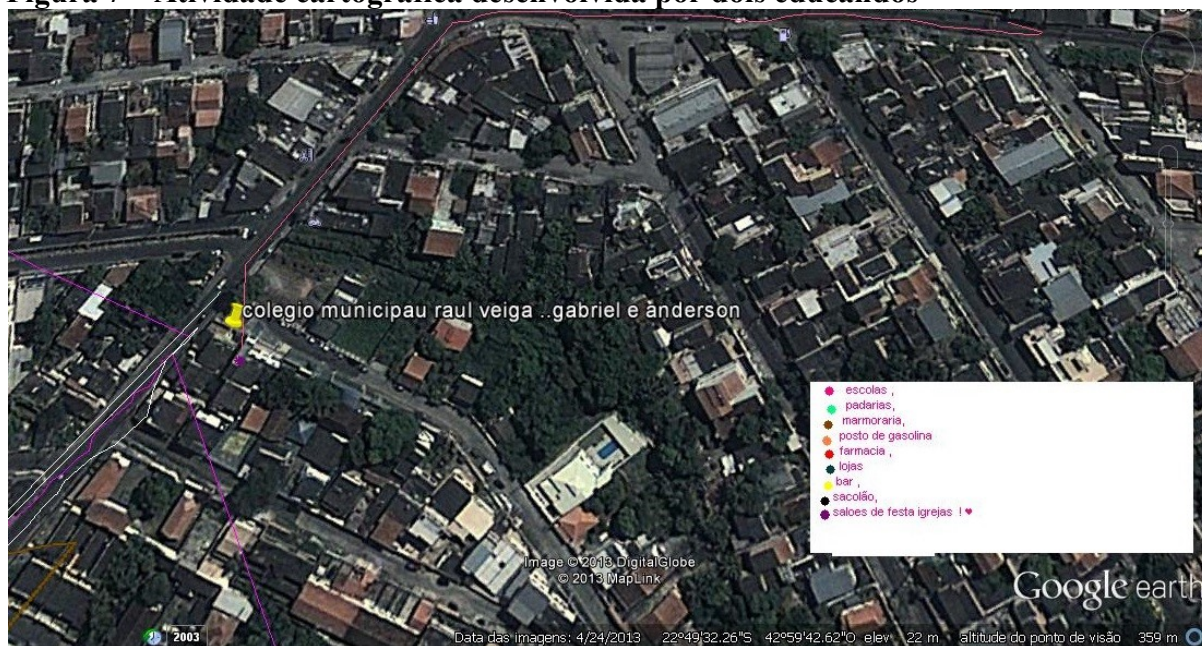 Figura 7 – Atividade cartográfica desenvolvida por dois educandos
colegio municipau raul veiga ..gabriel e anderson
escolas ,
padarias,
marmoraria,
posto de gasolina
farmacia ,
lojas
bar ,
sacolão,
saloes de festa igrejas ! ♥
Image © 2013 DigitalGlobe
© 2013 MapLink
Google earth
2003
Data das imagens: 4/24/2013 22°49'32.26"S 42°59'42.62"O elev 22 m altitude do ponto de visão 359 m